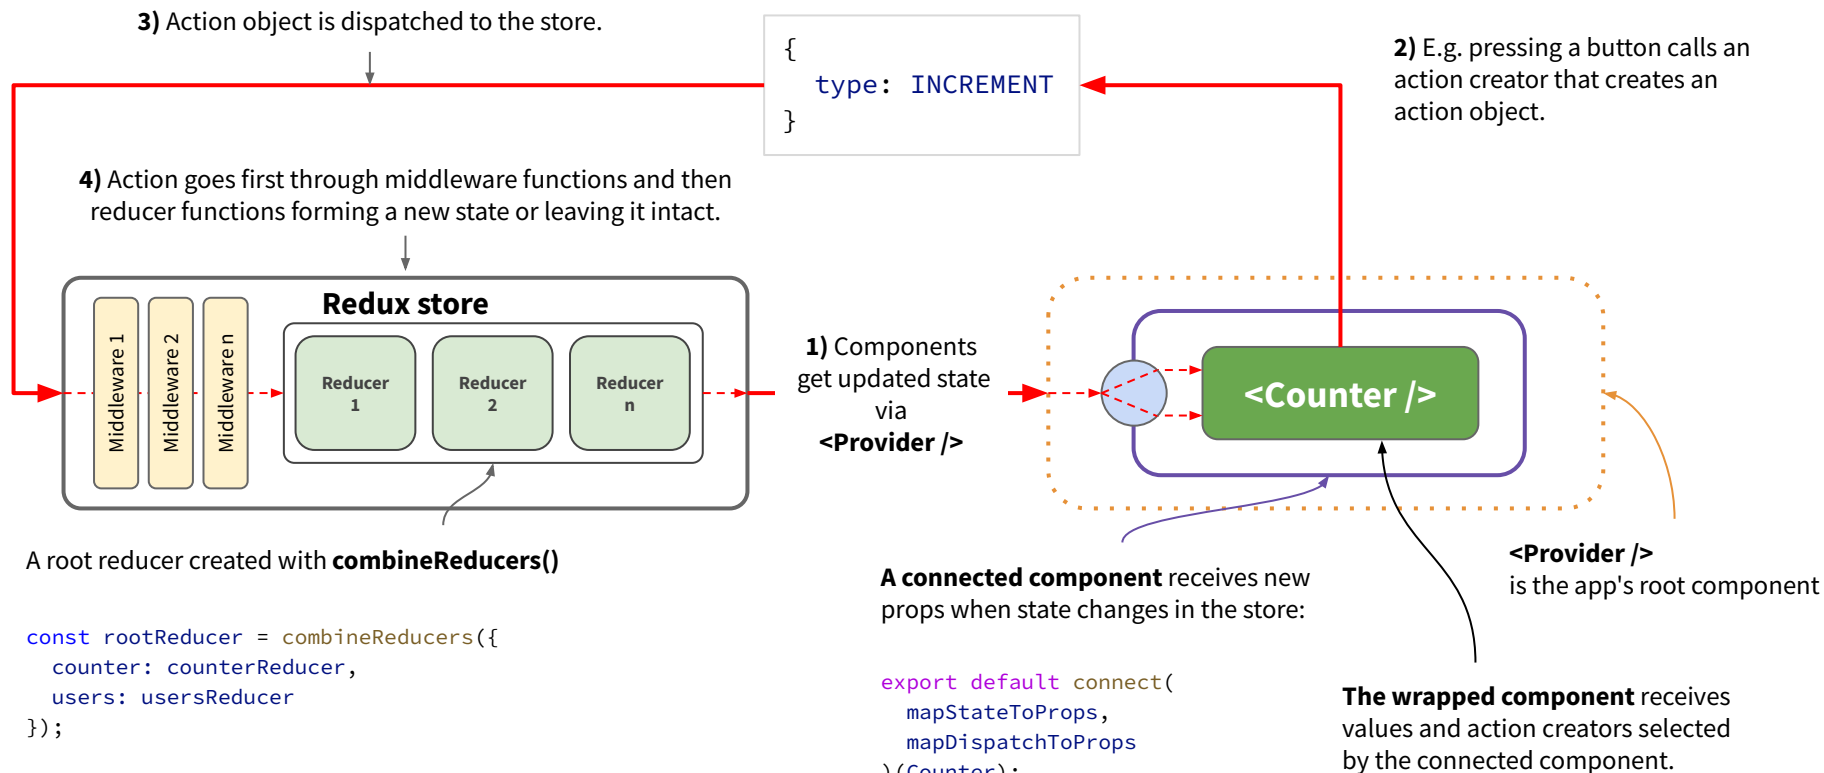 3) Action object is dispatched to the store.
{
type: INCREMENT
}
2) E.g. pressing a button calls an
action creator that creates an
action object.
4) Action goes first through middleware functions and then
reducer functions forming a new state or leaving it intact.
Redux store
Middleware 1
Middleware 2
Middleware n
Reducer
1
Reducer
2
Reducer
n
1) Components
get updated state
via
<Provider />
<Counter />
A root reducer created with combineReducers()
const rootReducer = combineReducers({
counter: counterReducer,
users: usersReducer
});
A connected component receives new
props when state changes in the store:
export default connect(
mapStateToProps,
mapDispatchToProps
)(Counter);
<Provider />
is the app's root component
The wrapped component receives
values and action creators selected
by the connected component.